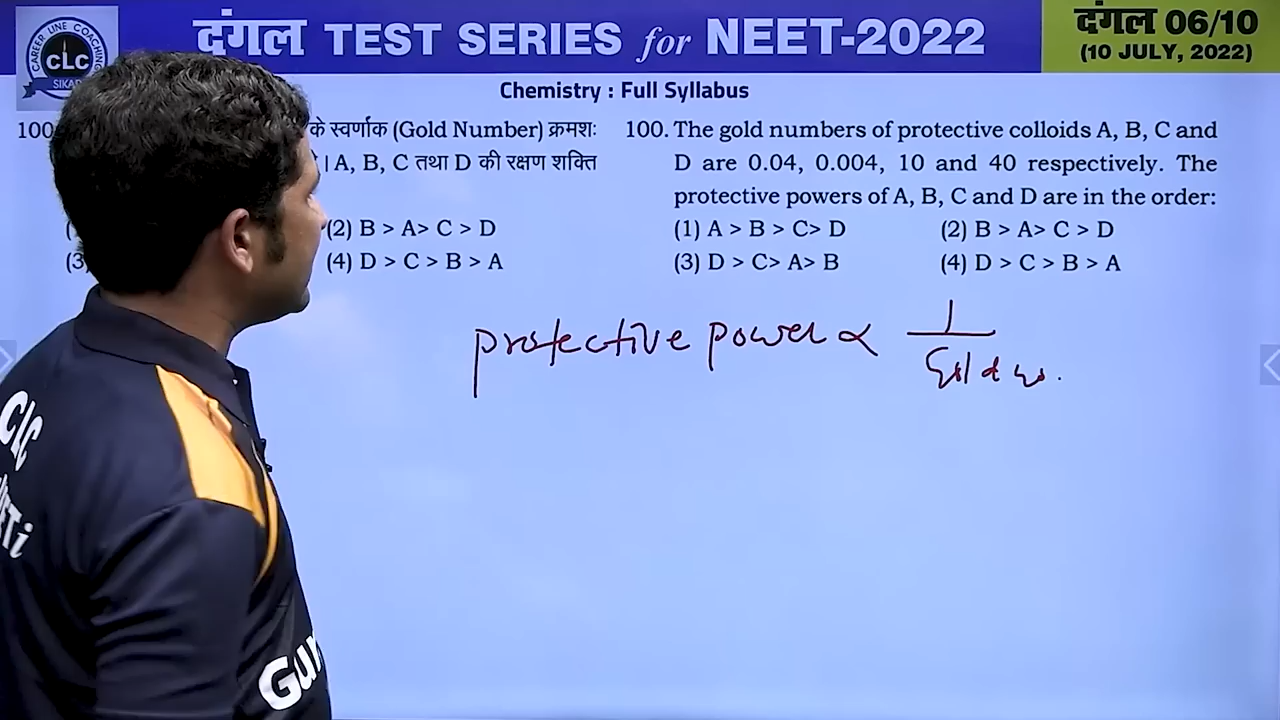 दंगल TEST SERIES for NEET-2022
दंगल 06/10
(10 JULY, 2022)
CAREER LINE COACHING
CLC
SIKAR
Chemistry : Full Syllabus
100
के स्वर्णांक (Gold Number) क्रमशः
। A, B, C तथा D की रक्षण शक्ति
(2) B > A> C > D
(3)
(4) D > C > B > A
100. The gold numbers of protective colloids A, B, C and
D are 0.04, 0.004, 10 and 40 respectively. The
protective powers of A, B, C and D are in the order:
(1) A > B > C> D (2) B > A> C > D
(3) D > C> A> B (4) D > C > B > A
protective power ∝ 1
Gold no.
CLC